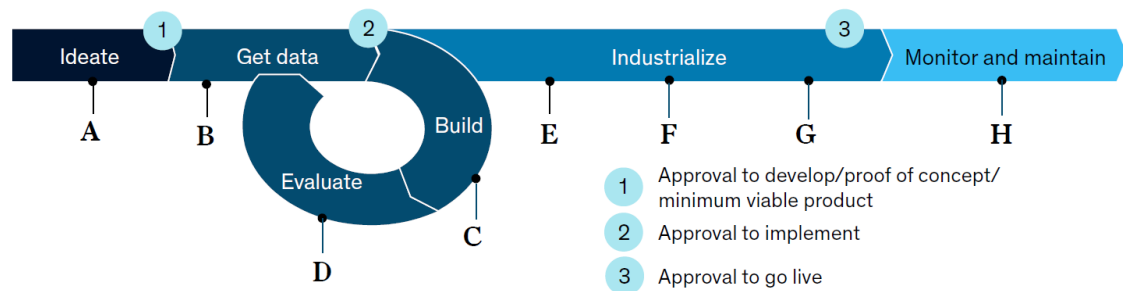 1
2
3
Ideate
Get data
Industrialize
Monitor and maintain
A
B
Build
E
F
G
H
Evaluate
C
D
1 Approval to develop/proof of concept/
minimum viable product
2 Approval to implement
3 Approval to go live